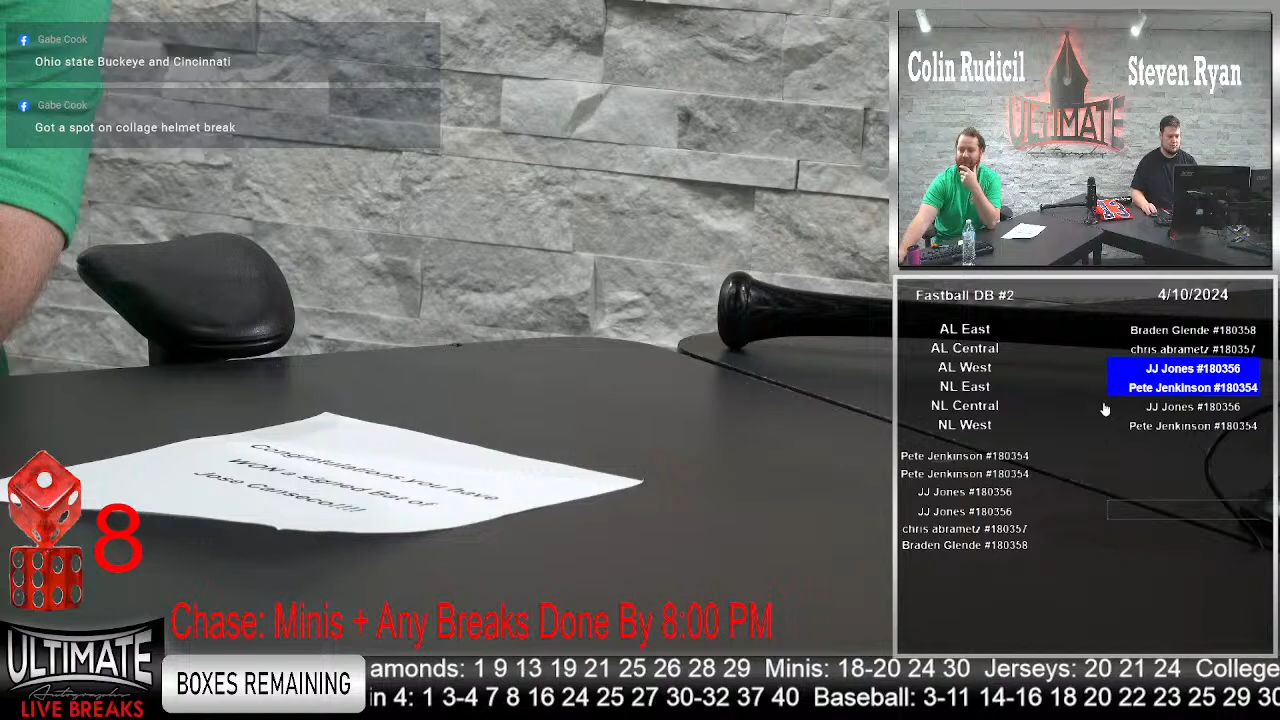 Gabe Cook
Ohio state Buckeye and Cincinnati
Gabe Cook
Got a spot on collage helmet break
Colin Rudicil
Steven Ryan
ULTIMATE
Fastball DB #2 4/10/2024
AL East Braden Glende #180358
AL Central chris abrametz #180357
AL West JJ Jones #180356
NL East Pete Jenkinson #180354
NL Central JJ Jones #180356
NL West Pete Jenkinson #180354
Pete Jenkinson #180354
Pete Jenkinson #180354
JJ Jones #180356
JJ Jones #180356
chris abrametz #180357
Braden Glende #180358
Congratulations you have
WON a signed Bat of
Jose Canseco!!!!
8
Chase: Minis + Any Breaks Done By 8:00 PM
ULTIMATE
Autographs
LIVE BREAKS
BOXES REMAINING
amonds: 1 9 13 19 21 25 26 28 29 Minis: 18-20 24 30 Jerseys: 20 21 24 College
in 4: 1 3-4 7 8 16 24 25 27 30-32 37 40 Baseball: 3-11 14-16 18 20 22 23 25 29 30